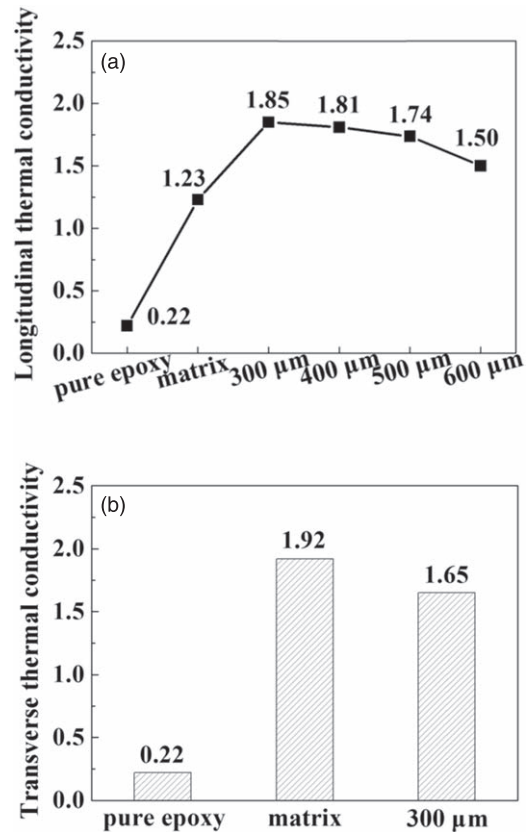 (a)
Longitudinal thermal conductivity
2.5
2.0
1.5
1.0
0.5
0.0
0.22
1.23
1.85
1.81
1.74
1.50
pure epoxy
matrix
300 µm
400 µm
500 µm
600 µm
(b)
Transverse thermal conductivity
2.5
2.0
1.5
1.0
0.5
0.0
0.22
1.92
1.65
pure epoxy
matrix
300 µm